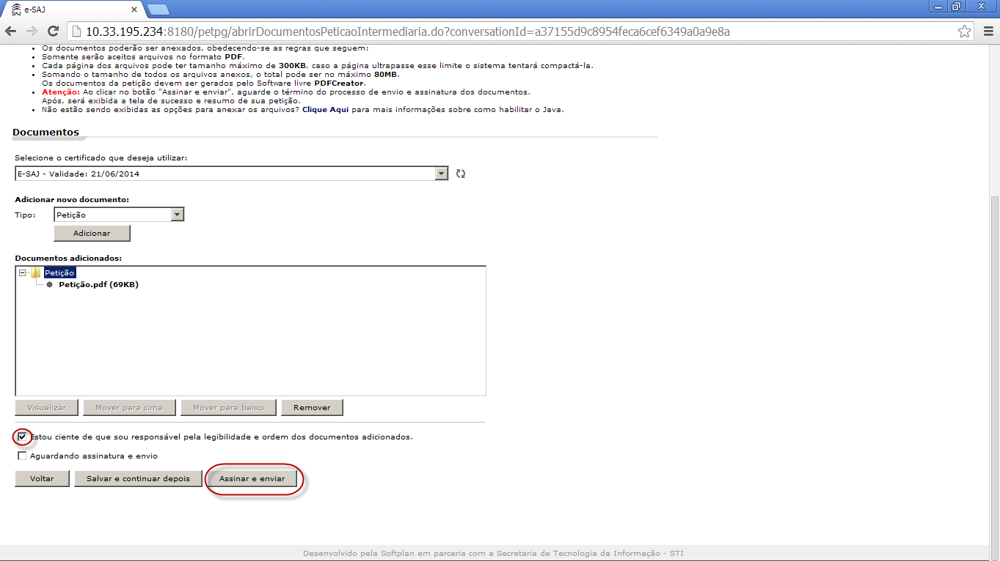 e-SAJ
10.33.195.234:8180/petpg/abrirDocumentosPeticaoIntermediaria.do?conversationId=a37155d9c8954feca6cef6349a0a9e8a
Os documentos poderão ser anexados, obedecendo-se as regras que seguem:
Somente serão aceitos arquivos no formato PDF.
Cada página dos arquivos pode ter tamanho máximo de 300KB, caso a página ultrapasse esse limite o sistema tentará compactá-la.
Somando o tamanho de todos os arquivos anexos, o total pode ser no máximo 80MB.
Os documentos da petição devem ser gerados pelo Software livre PDFCreator.
Atenção: Ao clicar no botão "Assinar e enviar", aguarde o término do processo de envio e assinatura dos documentos.
Após, será exibida a tela de sucesso e resumo de sua petição.
Não estão sendo exibidas as opções para anexar os arquivos? Clique Aqui para mais informações sobre como habilitar o Java.
Documentos
Selecione o certificado que deseja utilizar:
E-SAJ - Validade: 21/06/2014
Adicionar novo documento:
Tipo: Petição
Adicionar
Documentos adicionados:
Petição
Petição.pdf (69KB)
Visualizar Mover para cima Mover para baixo Remover
Estou ciente de que sou responsável pela legibilidade e ordem dos documentos adicionados.
Aguardando assinatura e envio
Voltar Salvar e continuar depois Assinar e enviar
Desenvolvido pela Softplan em parceria com a Secretaria de Tecnologia da Informação - STI